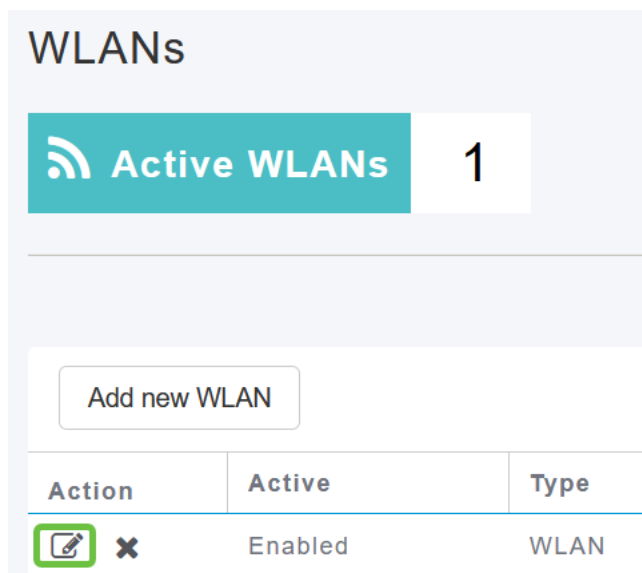 WLANs
Active WLANs 1
Add new WLAN
Action Active Type
Enabled WLAN